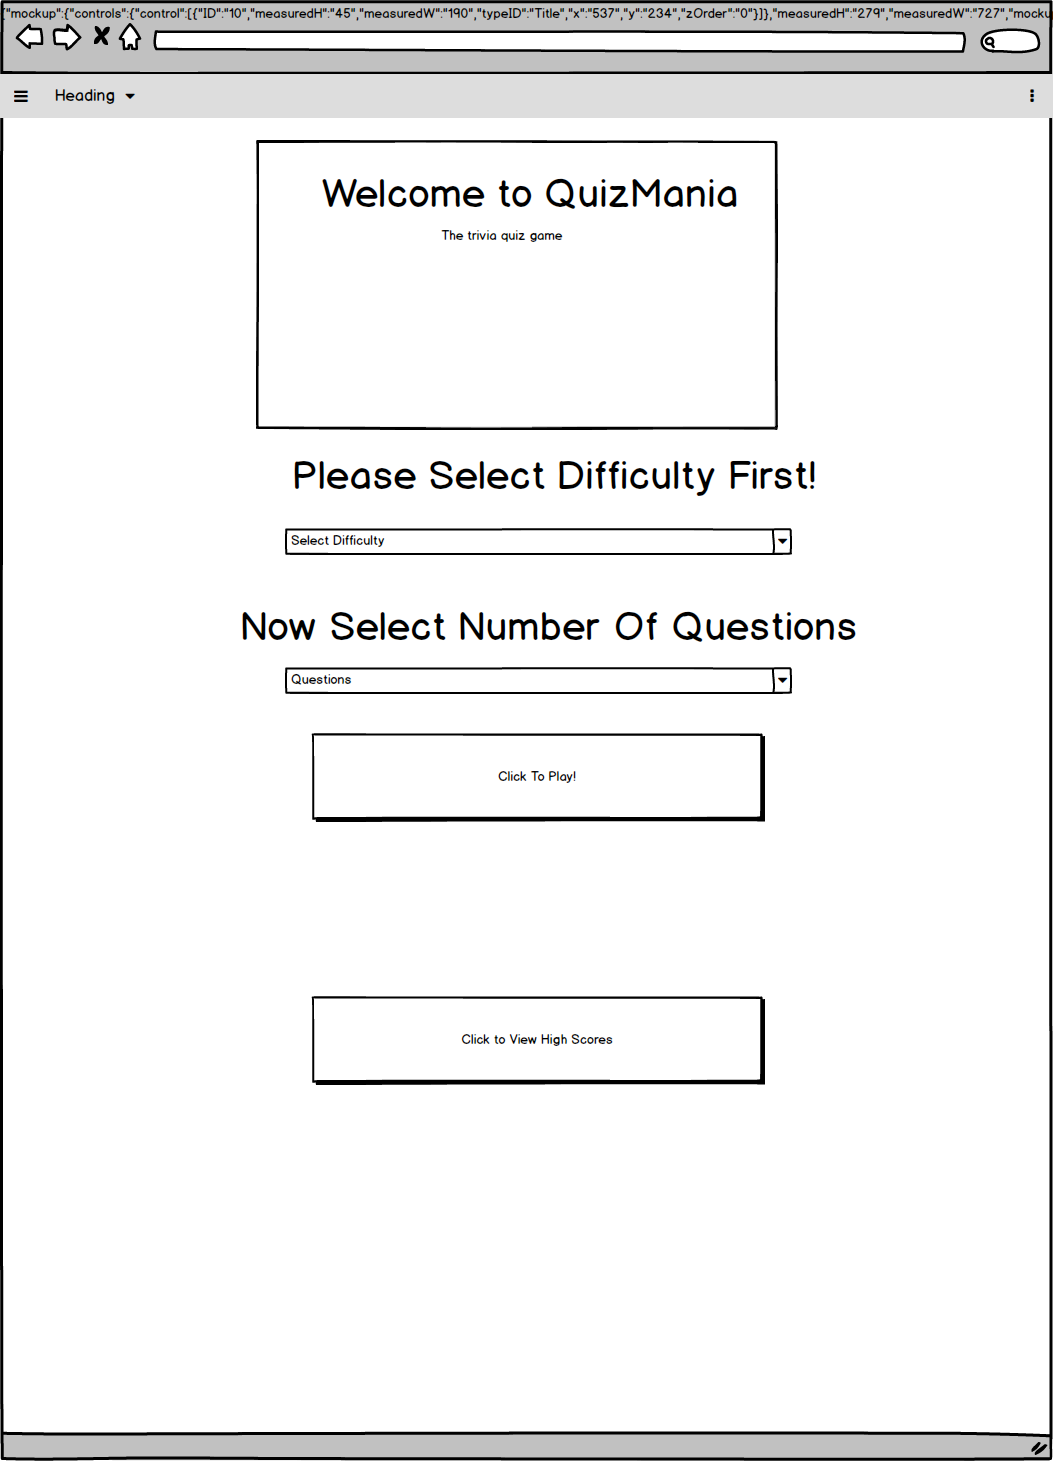 {"mockup":{"controls":{"control":[{"ID":"10","measuredH":"45","measuredW":"190","typeID":"Title","x":"537","y":"234","zOrder":"0"}]},"measuredH":"279","measuredW":"727","mocku
Heading
Welcome to QuizMania
The trivia quiz game
Please Select Difficulty First!
Select Difficulty
Now Select Number Of Questions
Questions
Click To Play!
Click to View High Scores